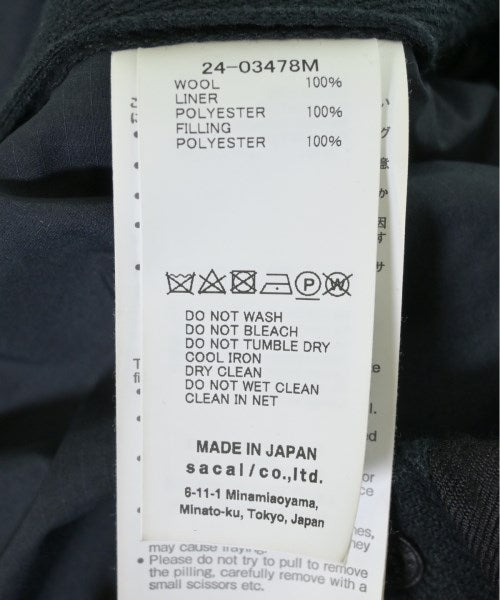 24-03478M
WOOL 100%
LINER
POLYESTER 100%
FILLING
POLYESTER 100%
P W
DO NOT WASH
DO NOT BLEACH
DO NOT TUMBLE DRY
COOL IRON
DRY CLEAN
DO NOT WET CLEAN
CLEAN IN NET
MADE IN JAPAN
sacai/co.,ltd.
6-11-1 Minamiaoyama,
Minato-ku, Tokyo, Japan
may cause fraying.
• Please do not try to pull to remove
the pilling, carefully remove with a
small scissors etc.